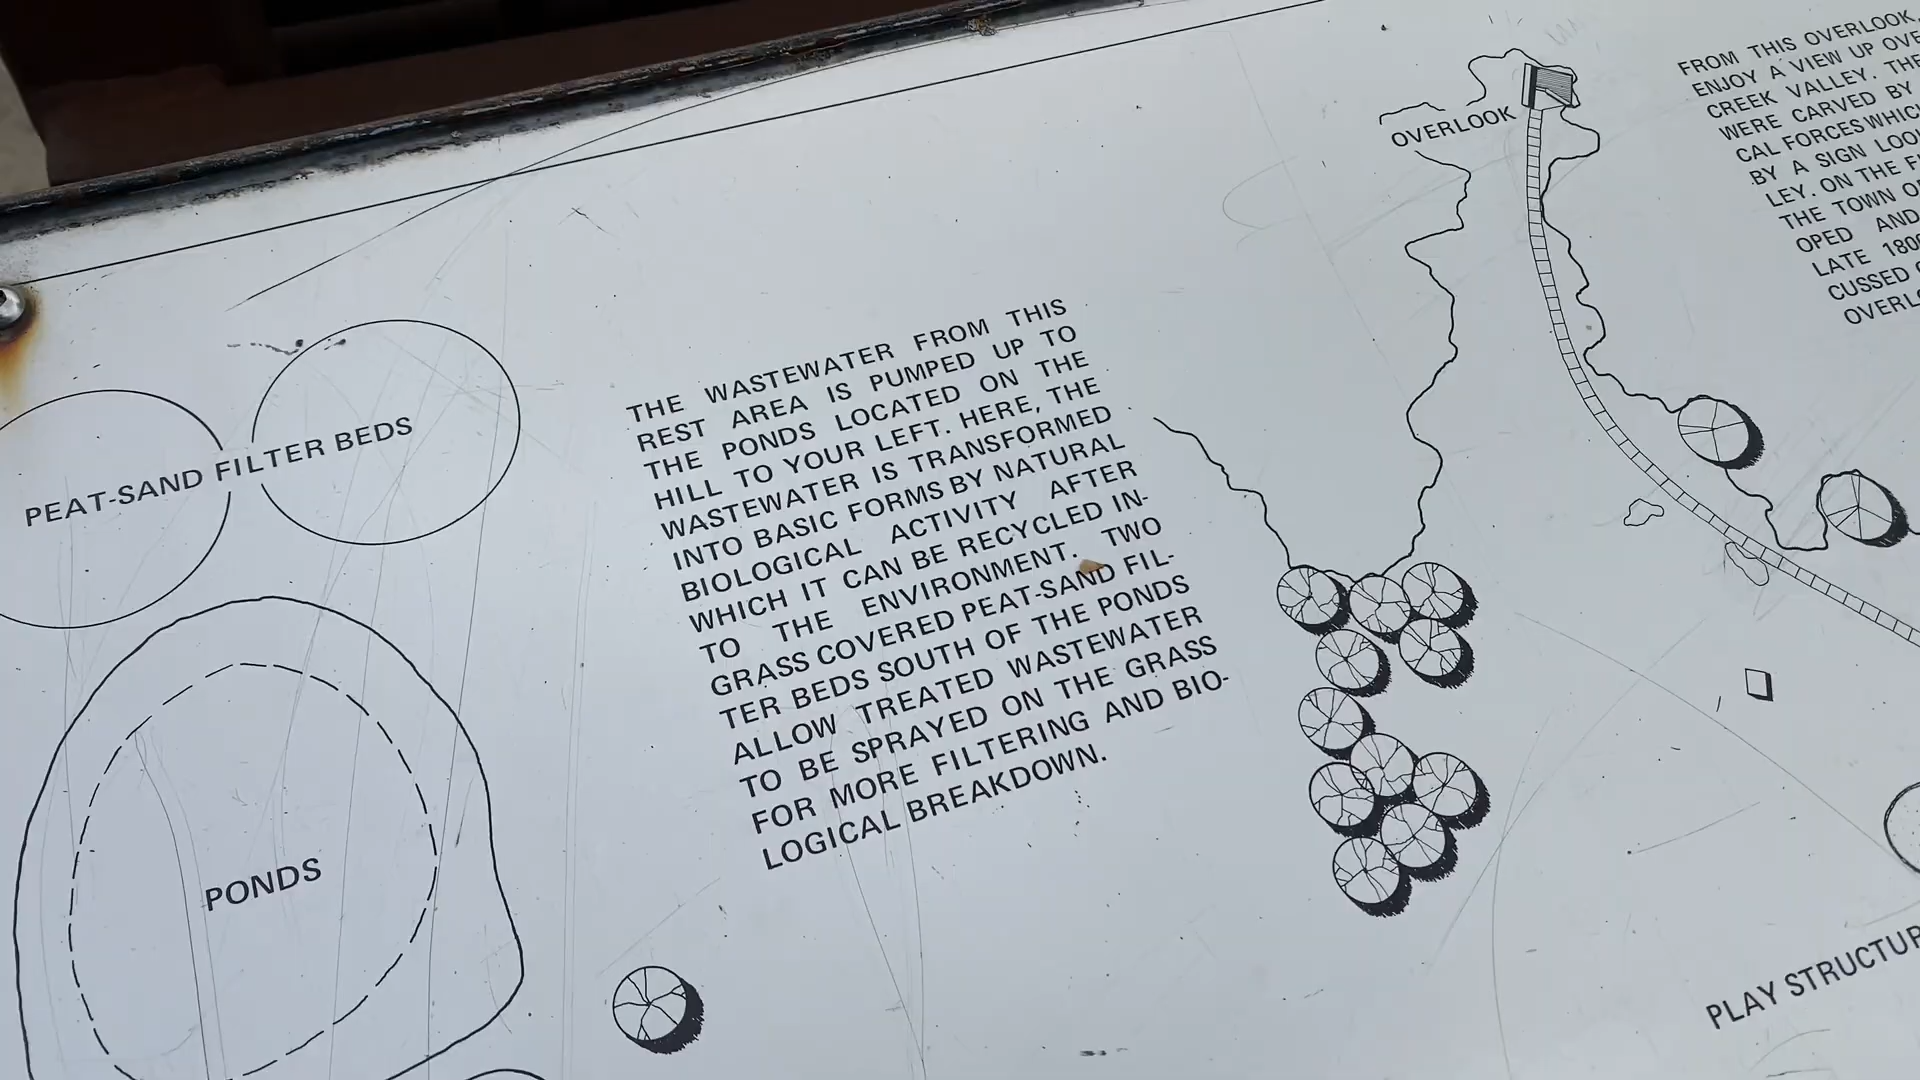 PEAT-SAND FILTER BEDS
PONDS
THE WASTEWATER FROM THIS
REST AREA IS PUMPED UP TO
THE PONDS LOCATED ON THE
HILL TO YOUR LEFT. HERE, THE
WASTEWATER IS TRANSFORMED
INTO BASIC FORMS BY NATURAL
BIOLOGICAL ACTIVITY AFTER
WHICH IT CAN BE RECYCLED IN-
TO THE ENVIRONMENT. TWO
GRASS COVERED PEAT-SAND FIL-
TER BEDS SOUTH OF THE PONDS
ALLOW TREATED WASTEWATER
TO BE SPRAYED ON THE GRASS
FOR MORE FILTERING AND BIO-
LOGICAL BREAKDOWN.
OVERLOOK
FROM THIS OVERLOOK,
ENJOY A VIEW UP OVE
CREEK VALLEY. THE
WERE CARVED BY
CAL FORCES WHIC
BY A SIGN LOO
LEY. ON THE F
THE TOWN O
OPED AND
LATE 180
CUSSED
OVERL
PLAY STRUCTUR